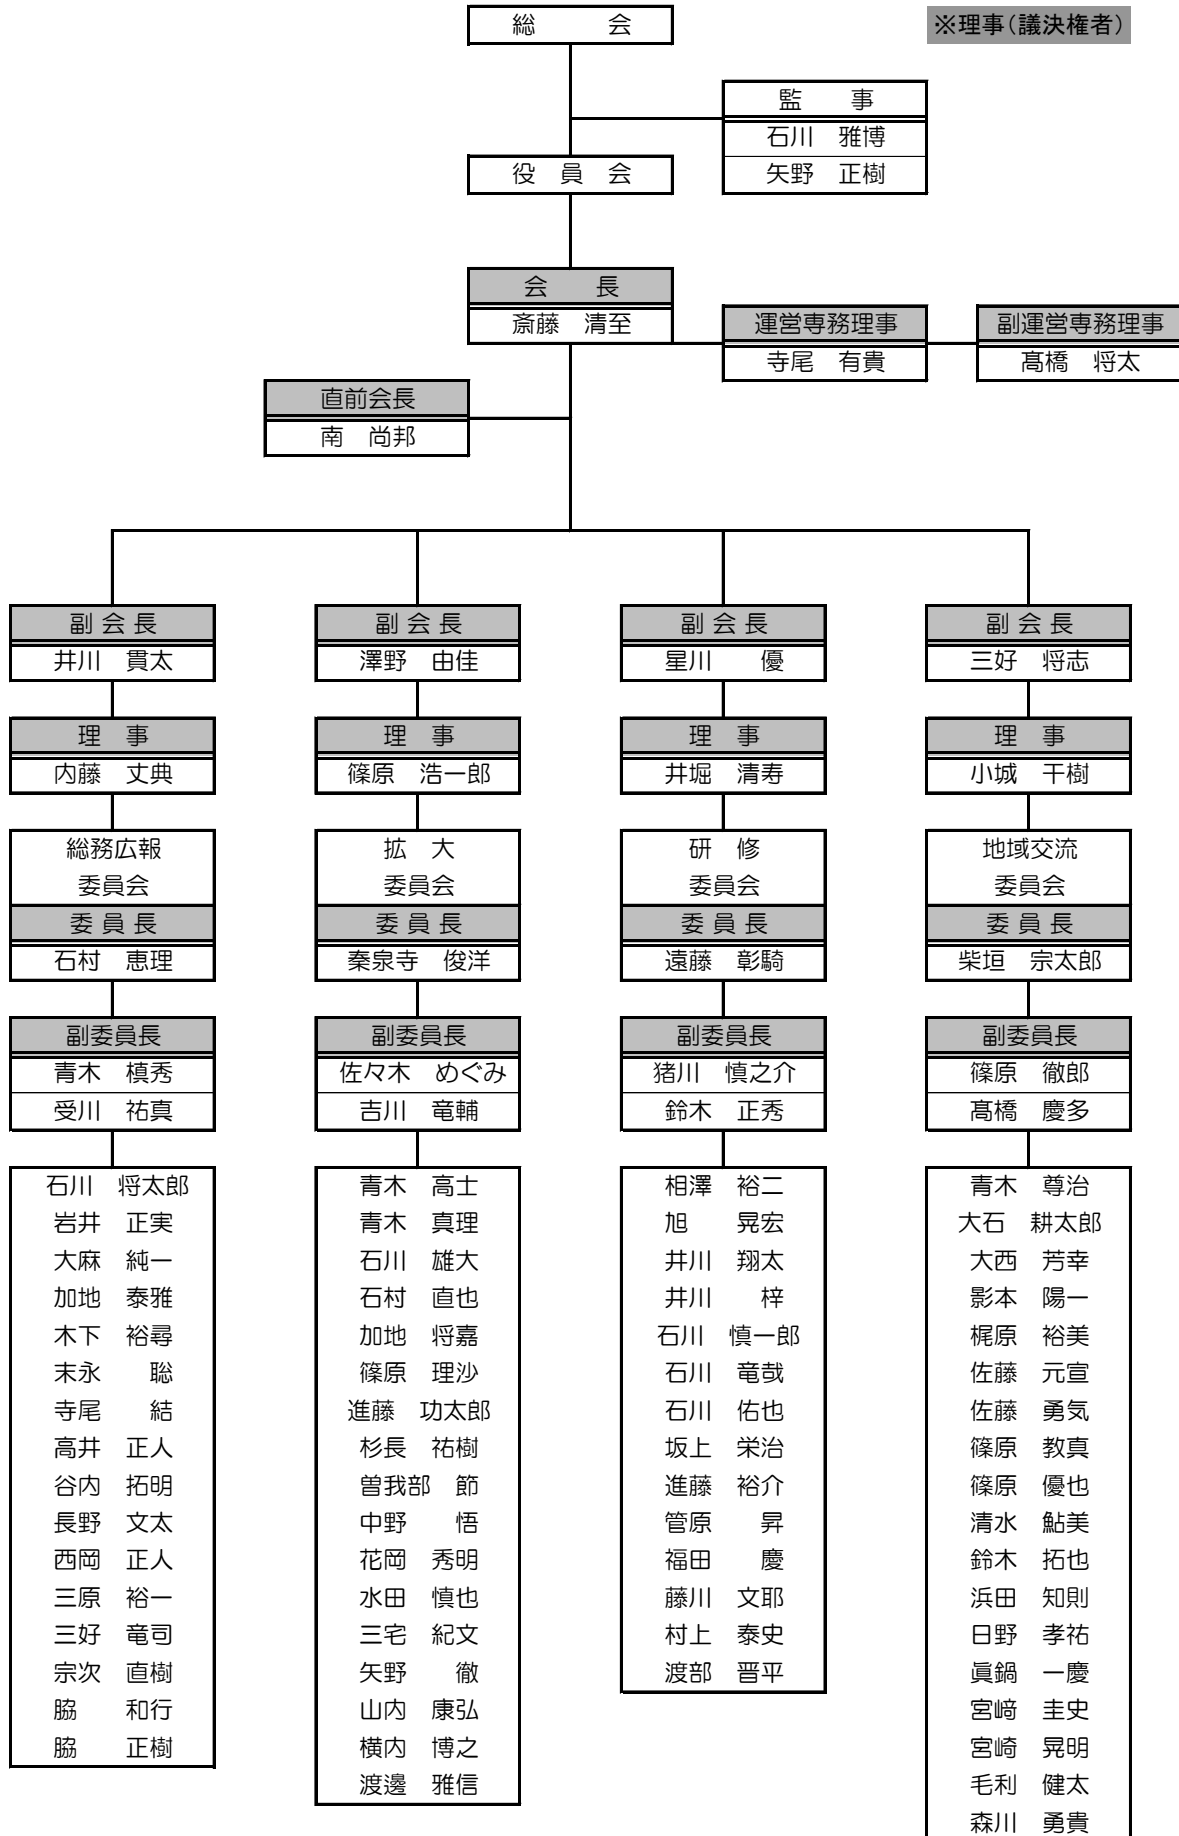 総　会
※理事(議決権者)
監　事
石川　雅博
矢野　正樹
役　員　会
会　長
斎藤　清至
運営専務理事
寺尾　有貴
副運営専務理事
髙橋　将太
直前会長
南　尚邦
副 会 長
井川　貫太
理　事
内藤　丈典
総務広報
委員会
委 員 長
石村　恵理
副委員長
青木　槙秀
受川　祐真
石川　将太郎
岩井　正実
大麻　純一
加地　泰雅
木下　裕尋
末永　聡
寺尾　結
高井　正人
谷内　拓明
長野　文太
西岡　正人
三原　裕一
三好　竜司
宗次　直樹
脇　和行
脇　正樹
副 会 長
澤野　由佳
理　事
篠原　浩一郎
拡　大
委員会
委 員 長
秦泉寺　俊洋
副委員長
佐々木　めぐみ
吉川　竜輔
青木　高士
青木　真理
石川　雄大
石村　直也
加地　将嘉
篠原　理沙
進藤　功太郎
杉長　祐樹
曽我部　節
中野　悟
花岡　秀明
水田　慎也
三宅　紀文
矢野　徹
山内　康弘
横内　博之
渡邊　雅信
副 会 長
星川　優
理　事
井堀　清寿
研　修
委員会
委 員 長
遠藤　彰騎
副委員長
猪川　慎之介
鈴木　正秀
相澤　裕二
旭　晃宏
井川　翔太
井川　梓
石川　慎一郎
石川　竜哉
石川　佑也
坂上　栄治
進藤　裕介
管原　昇
福田　慶
藤川　文耶
村上　泰史
渡部　晋平
副 会 長
三好　将志
理　事
小城　干樹
地域交流
委員会
委 員 長
柴垣　宗太郎
副委員長
篠原　徹郎
髙橋　慶多
青木　尊治
大石　耕太郎
大西　芳幸
影本　陽一
梶原　裕美
佐藤　元宣
佐藤　勇気
篠原　教真
篠原　優也
清水　鮎美
鈴木　拓也
浜田　知則
日野　孝祐
眞鍋　一慶
宮﨑　圭史
宮崎　晃明
毛利　健太
森川　勇貴